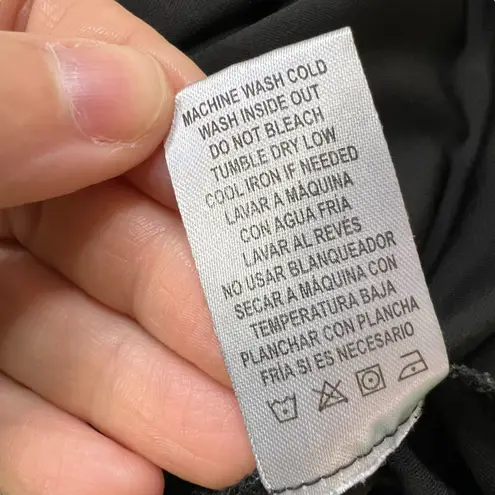 MACHINE WASH COLD
WASH INSIDE OUT
DO NOT BLEACH
TUMBLE DRY LOW
COOL IRON IF NEEDED
LAVAR A MÁQUINA
CON AGUA FRÍA
LAVAR AL REVÉS
NO USAR BLANQUEADOR
SECAR A MÁQUINA CON
TEMPERATURA BAJA
PLANCHAR CON PLANCHA
FRÍA SI ES NECESARIO